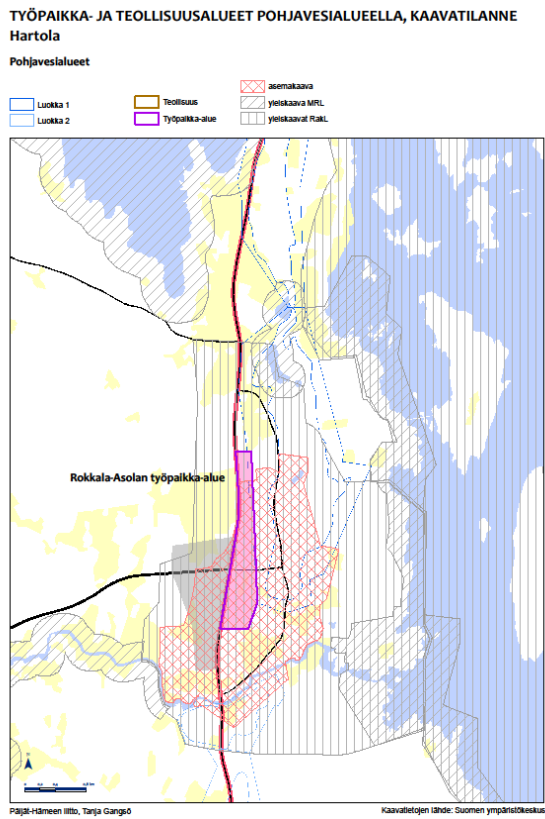 TYÖPAIKKA- JA TEOLLISUUSALUEET POHJAVESIALUEELLA, KAAVATILANNE
Hartola
Pohjavesialueet
Luokka 1
Luokka 2
Teollisuus
Työpaikka-alue
asemakaava
yleiskaava MRL
yleiskaavat RakL
Rokkala-Asolan työpaikka-alue
Päijät-Hämeen liitto, Tanja Gangsö
Kaavatietojen lähde: Suomen ympäristökeskus